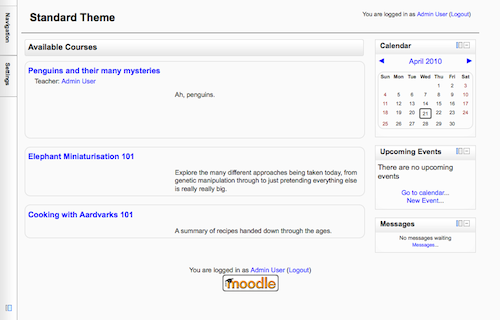 Navigation
Settings
Standard Theme
You are logged in as Admin User (Logout)
Available Courses
Penguins and their many mysteries
Teacher: Admin User
Ah, penguins.
Elephant Miniaturisation 101
Explore the many different approaches being taken today, from
genetic manipulation through to just pretending everything else
is really really big.
Cooking with Aardvarks 101
A summary of recipes handed down through the ages.
Calendar
◄ April 2010 ►
Sun Mon Tue Wed Thu Fri Sat
1 2 3
4 5 6 7 8 9 10
11 12 13 14 15 16 17
18 19 20 21 22 23 24
25 26 27 28 29 30
Upcoming Events
There are no upcoming
events
Go to calendar...
New Event...
Messages
No messages waiting
Messages...
You are logged in as Admin User (Logout)
moodle